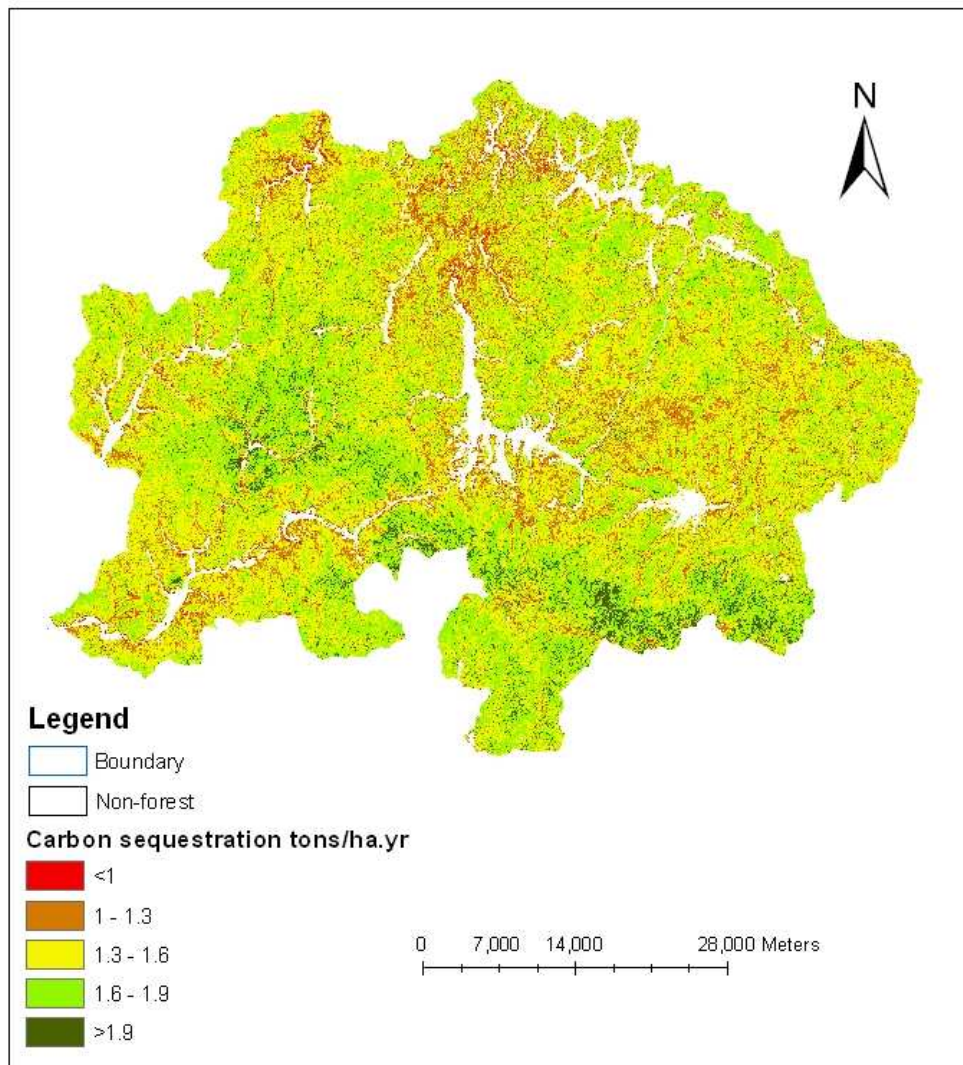 N
Legend
Boundary
Non-forest
Carbon sequestration tons/ha.yr
<1
1 - 1.3
1.3 - 1.6
1.6 - 1.9
>1.9
0 7,000 14,000 28,000 Meters